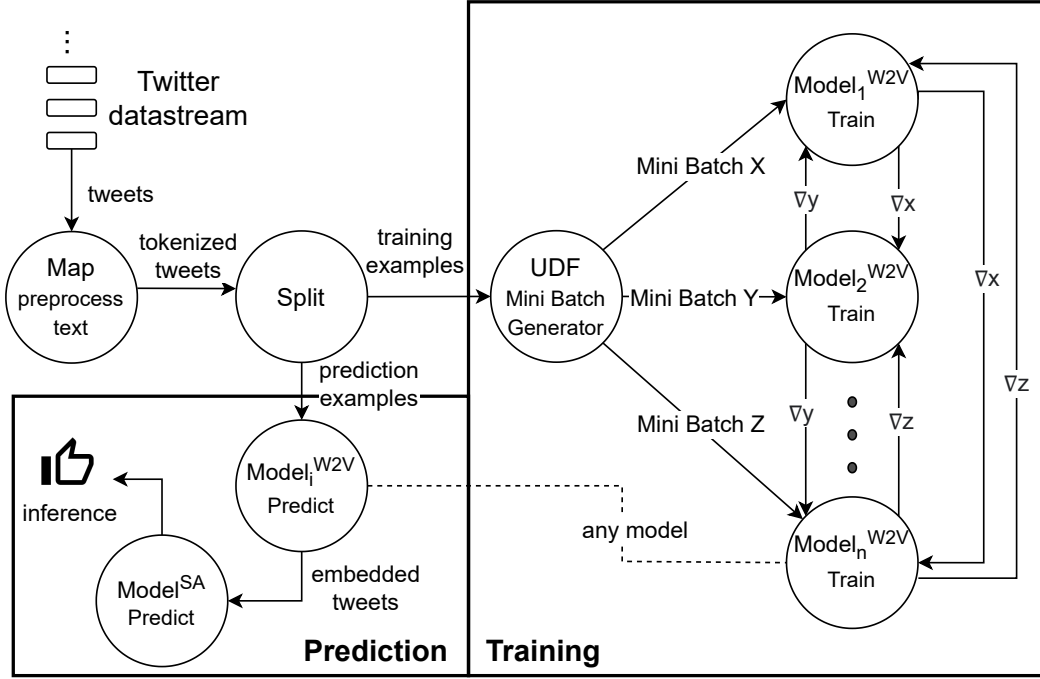 Twitter
datastream
tweets
Map
preprocess
text
tokenized
tweets
Split
training
examples
prediction
examples
UDF
Mini Batch
Generator
Mini Batch X
Mini Batch Y
Mini Batch Z
Model₁ᵂ²ⱽ
Train
∇y
∇x
Model₂ᵂ²ⱽ
Train
∇x
∇z
∇y
∇z
Modelₙᵂ²ⱽ
Train
any model
Modelᵢᵂ²ⱽ
Predict
embedded
tweets
Modelˢᴬ
Predict
inference
Prediction
Training